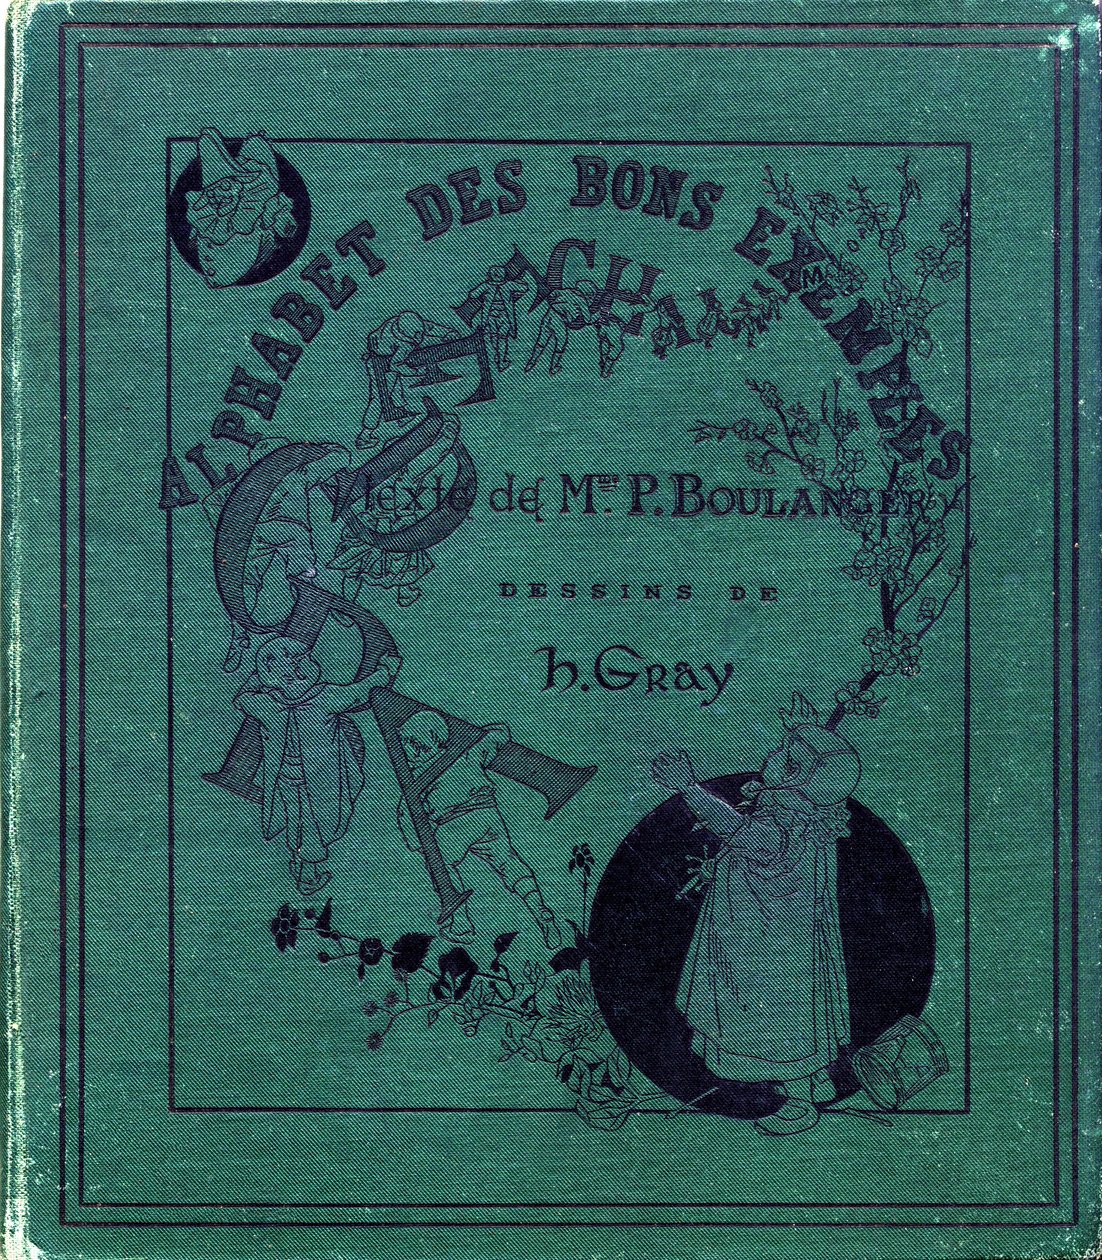 ALPHABET DES BONS EXEMPLES
A B C D E F G H I M
Texte de Mme P. BOULANGER
DESSINS DE
h. Gray